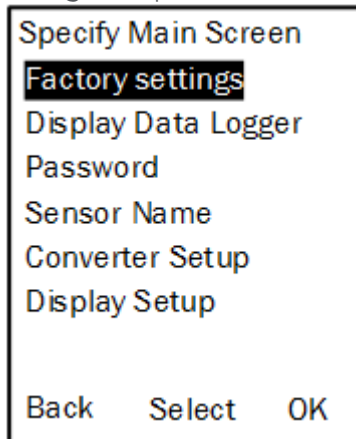 Specify Main Screen
Factory settings
Display Data Logger
Password
Sensor Name
Converter Setup
Display Setup
Back Select OK